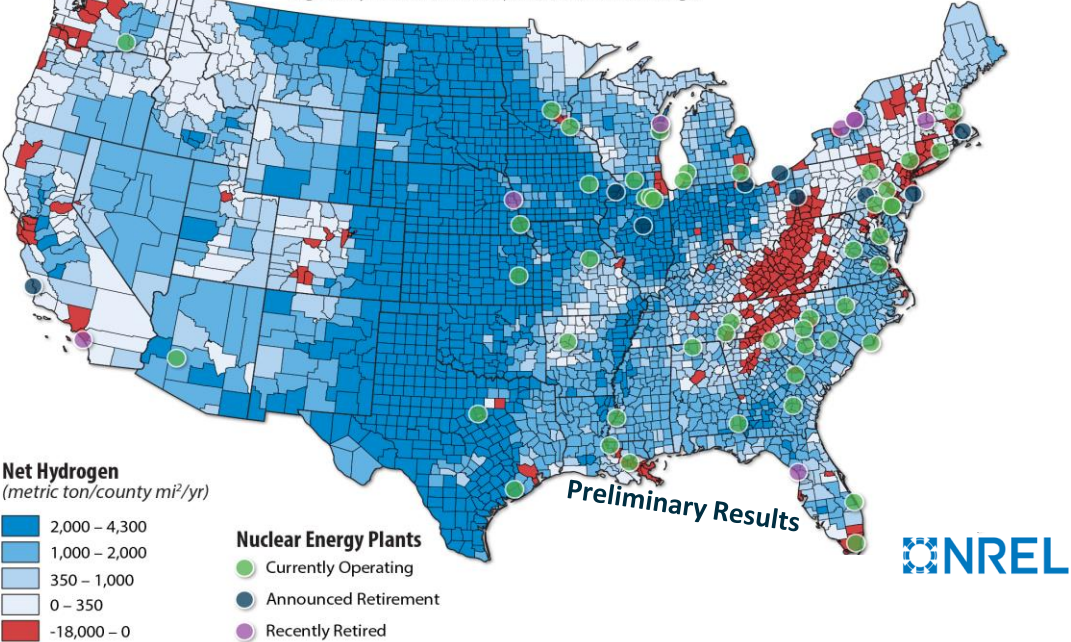 Preliminary Results
NREL
Net Hydrogen
(metric ton/county mi²/yr)
2,000 – 4,300
1,000 – 2,000
350 – 1,000
0 – 350
-18,000 – 0
Nuclear Energy Plants
Currently Operating
Announced Retirement
Recently Retired